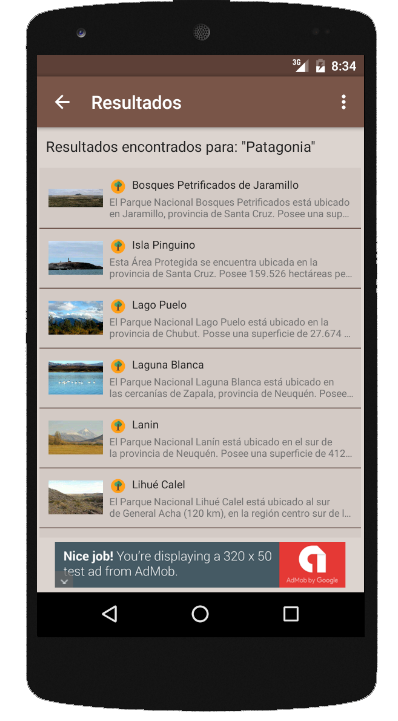 3G 8:34
Resultados
Resultados encontrados para: "Patagonia"
Bosques Petrificados de Jaramillo
El Parque Nacional Bosques Petrificados está ubicado
en Jaramillo, provincia de Santa Cruz. Posee una sup...
Isla Pinguino
Esta Área Protegida se encuentra ubicada en la
provincia de Santa Cruz. Posee 159.526 hectáreas pe...
Lago Puelo
El Parque Nacional Lago Puelo está ubicado en la
provincia de Chubut. Posse una superficie de 27.674 ...
Laguna Blanca
El Parque Nacional Laguna Blanca está ubicado en
las cercanías de Zapala, provincia de Neuquén. Posee...
Lanin
El Parque Nacional Lanín está ubicado en el sur de
la provincia de Neuquén. Posee una superficie de 412...
Lihué Calel
El Parque Nacional Lihué Calel está ubicado al sur
de General Acha (120 km), en la región centro sur de l...
Nice job! You're displaying a 320 x 50
test ad from AdMob.
AdMob by Google